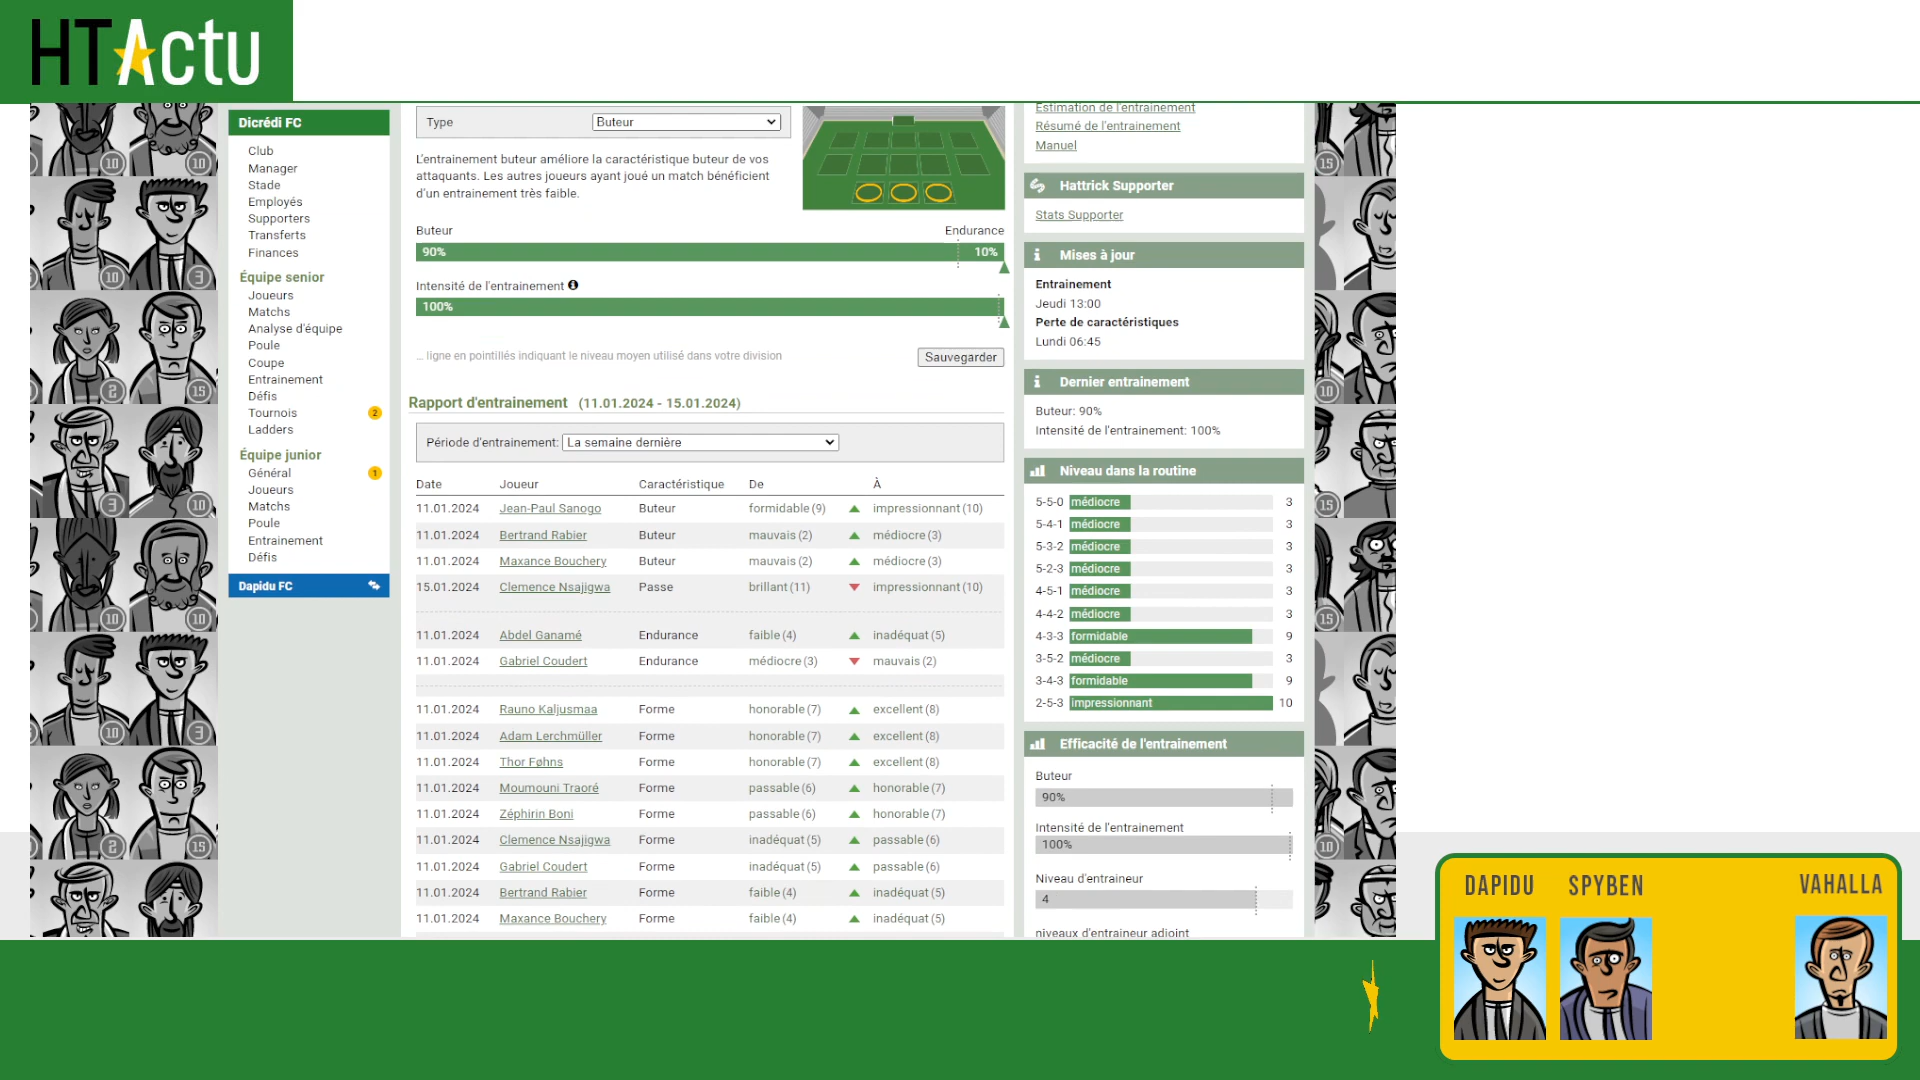 HTActu
Dicrédi FC
Club
Manager
Stade
Employés
Supporters
Transferts
Finances
Équipe senior
Joueurs
Matchs
Analyse d'équipe
Poule
Coupe
Entrainement
Défis
Tournois 2
Ladders
Équipe junior
Général 1
Joueurs
Matchs
Poule
Entrainement
Défis
Dapidu FC
Type Buteur
L'entrainement buteur améliore la caractéristique buteur de vos
attaquants. Les autres joueurs ayant joué un match bénéficient
d'un entrainement très faible.
Buteur Endurance
90% 10%
Intensité de l'entrainement
100%
... ligne en pointillés indiquant le niveau moyen utilisé dans votre division
Sauvegarder
Rapport d'entrainement (11.01.2024 - 15.01.2024)
Période d'entrainement: La semaine dernière
Date Joueur Caractéristique De À
11.01.2024 Jean-Paul Sanogo Buteur formidable (9) impressionnant (10)
11.01.2024 Bertrand Rabier Buteur mauvais (2) médiocre (3)
11.01.2024 Maxance Bouchery Buteur mauvais (2) médiocre (3)
15.01.2024 Clemence Nsajigwa Passe brillant (11) impressionnant (10)
11.01.2024 Abdel Ganamé Endurance faible (4) inadéquat (5)
11.01.2024 Gabriel Coudert Endurance médiocre (3) mauvais (2)
11.01.2024 Rauno Kaljusmaa Forme honorable (7) excellent (8)
11.01.2024 Adam Lerchmüller Forme honorable (7) excellent (8)
11.01.2024 Thor Føhns Forme honorable (7) excellent (8)
11.01.2024 Moumouni Traoré Forme passable (6) honorable (7)
11.01.2024 Zéphirin Boni Forme passable (6) honorable (7)
11.01.2024 Clemence Nsajigwa Forme inadéquat (5) passable (6)
11.01.2024 Gabriel Coudert Forme inadéquat (5) passable (6)
11.01.2024 Bertrand Rabier Forme faible (4) inadéquat (5)
11.01.2024 Maxance Bouchery Forme faible (4) inadéquat (5)
Estimation de l'entrainement
Résumé de l'entrainement
Manuel
Hattrick Supporter
Stats Supporter
Mises à jour
Entrainement
Jeudi 13:00
Perte de caractéristiques
Lundi 06:45
Dernier entrainement
Buteur: 90%
Intensité de l'entrainement: 100%
Niveau dans la routine
5-5-0 médiocre 3
5-4-1 médiocre 3
5-3-2 médiocre 3
5-2-3 médiocre 3
4-5-1 médiocre 3
4-4-2 médiocre 3
4-3-3 formidable 9
3-5-2 médiocre 3
3-4-3 formidable 9
2-5-3 impressionnant 10
Efficacité de l'entrainement
Buteur
90%
Intensité de l'entrainement
100%
Niveau d'entraineur
4
niveaux d'entraineur adjoint
DAPIDU SPYBEN VAHALLA